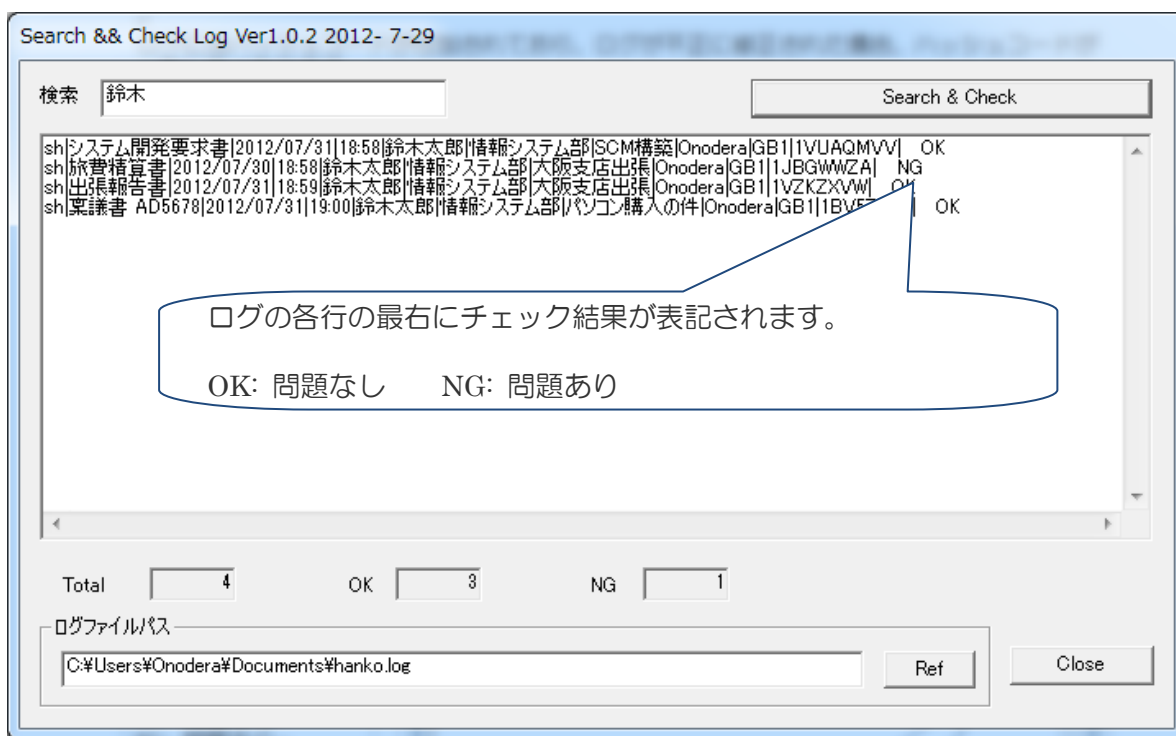 Search && Check Log Ver1.0.2 2012- 7-29
検索 鈴木 Search & Check
sh|システム開発要求書|2012/07/31|18:58|鈴木太郎|情報システム部|SCM構築|Onodera|GB1|1VUAQMVV| OK
sh|旅費精算書|2012/07/30|18:58|鈴木太郎|情報システム部|大阪支店出張|Onodera|GB1|1JBGWWZA| NG
sh|出張報告書|2012/07/31|18:59|鈴木太郎|情報システム部|大阪支店出張|Onodera|GB1|1VZKZXVW| OK
sh|稟議書 AD5678|2012/07/31|19:00|鈴木太郎|情報システム部|パソコン購入の件|Onodera|GB1| OK
ログの各行の最右にチェック結果が表記されます。
OK: 問題なし NG: 問題あり
Total 4 OK 3 NG 1
ログファイルパス
C:¥Users¥Onodera¥Documents¥hanko.log Ref Close